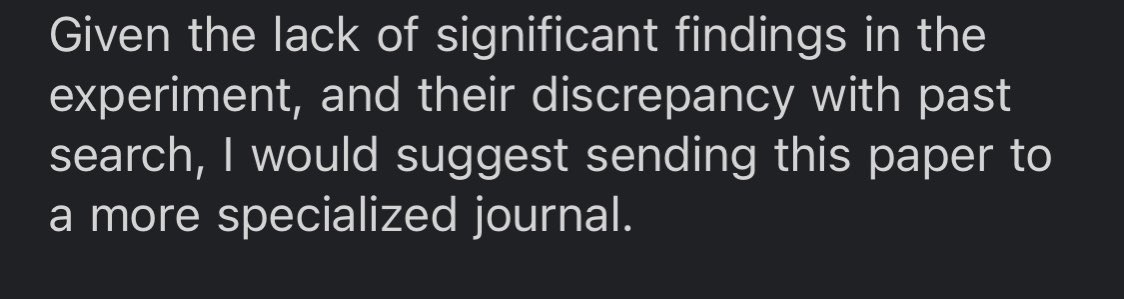 Given the lack of significant findings in the
experiment, and their discrepancy with past
search, I would suggest sending this paper to
a more specialized journal.